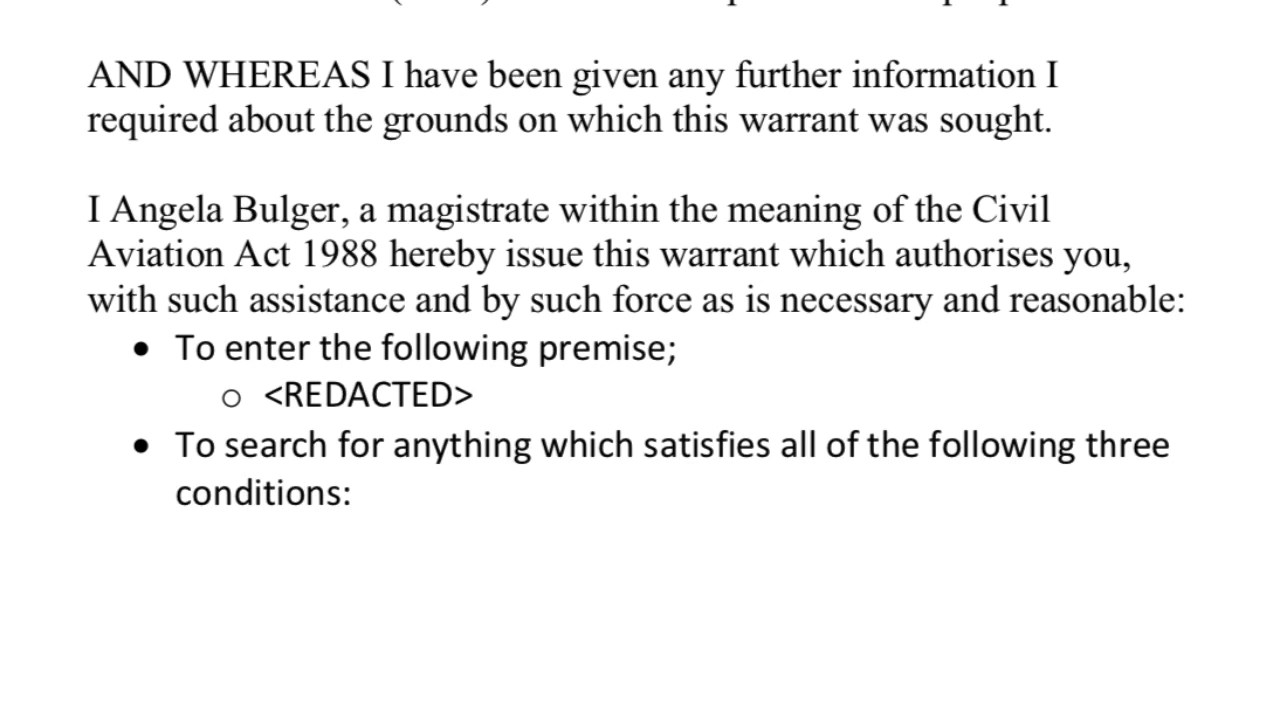 AND WHEREAS I have been given any further information I
required about the grounds on which this warrant was sought.
I Angela Bulger, a magistrate within the meaning of the Civil
Aviation Act 1988 hereby issue this warrant which authorises you,
with such assistance and by such force as is necessary and reasonable:
• To enter the following premise;
o <REDACTED>
• To search for anything which satisfies all of the following three
conditions: